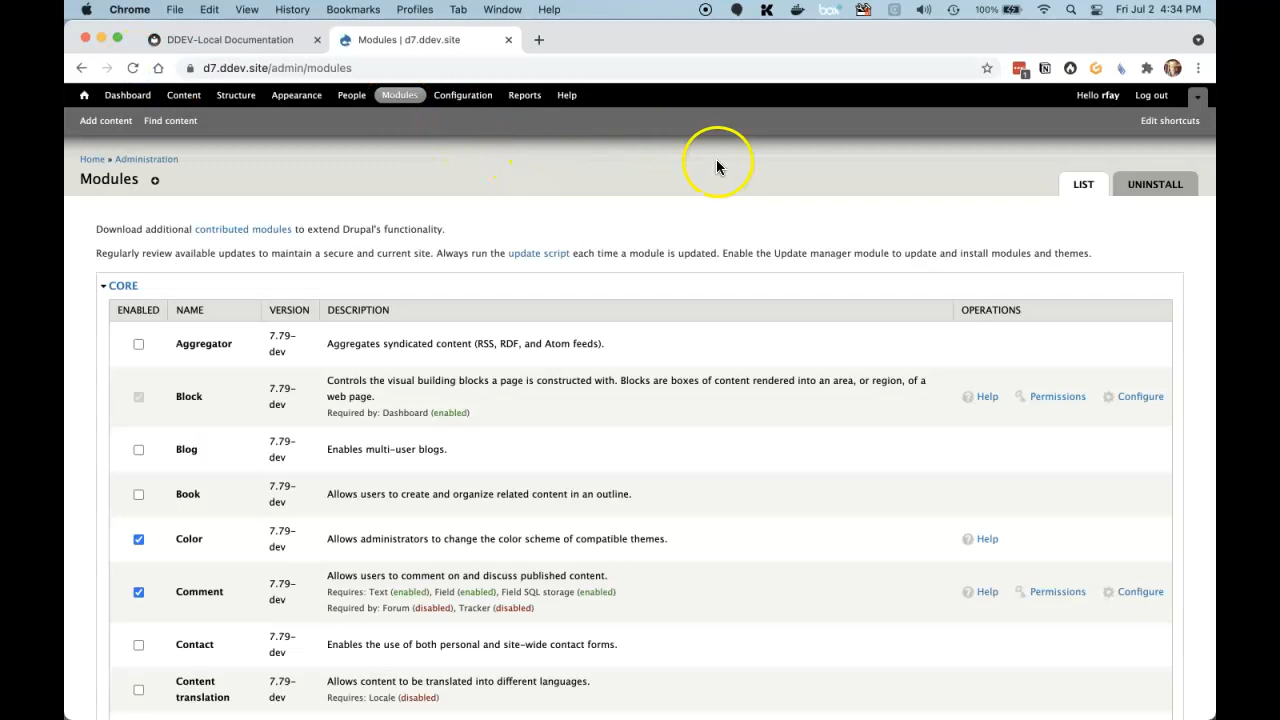 Chrome File Edit View History Bookmarks Profiles Tab Window Help box 100% Fri Jul 2 4:34 PM
DDEV-Local Documentation Modules | d7.ddev.site
d7.ddev.site/admin/modules 1
Dashboard Content Structure Appearance People Modules Configuration Reports Help Hello rfay Log out
Add content Find content Edit shortcuts
Home » Administration
Modules
LIST UNINSTALL
Download additional contributed modules to extend Drupal's functionality.
Regularly review available updates to maintain a secure and current site. Always run the update script each time a module is updated. Enable the Update manager module to update and install modules and themes.
CORE
ENABLED NAME VERSION DESCRIPTION OPERATIONS
Aggregator 7.79-dev Aggregates syndicated content (RSS, RDF, and Atom feeds).
Block 7.79-dev Controls the visual building blocks a page is constructed with. Blocks are boxes of content rendered into an area, or region, of a
web page.
Required by: Dashboard (enabled)
Help Permissions Configure
Blog 7.79-dev Enables multi-user blogs.
Book 7.79-dev Allows users to create and organize related content in an outline.
Color 7.79-dev Allows administrators to change the color scheme of compatible themes. Help
Comment 7.79-dev Allows users to comment on and discuss published content.
Requires: Text (enabled), Field (enabled), Field SQL storage (enabled)
Required by: Forum (disabled), Tracker (disabled)
Help Permissions Configure
Contact 7.79-dev Enables the use of both personal and site-wide contact forms.
Content translation 7.79-dev Allows content to be translated into different languages.
Requires: Locale (disabled)